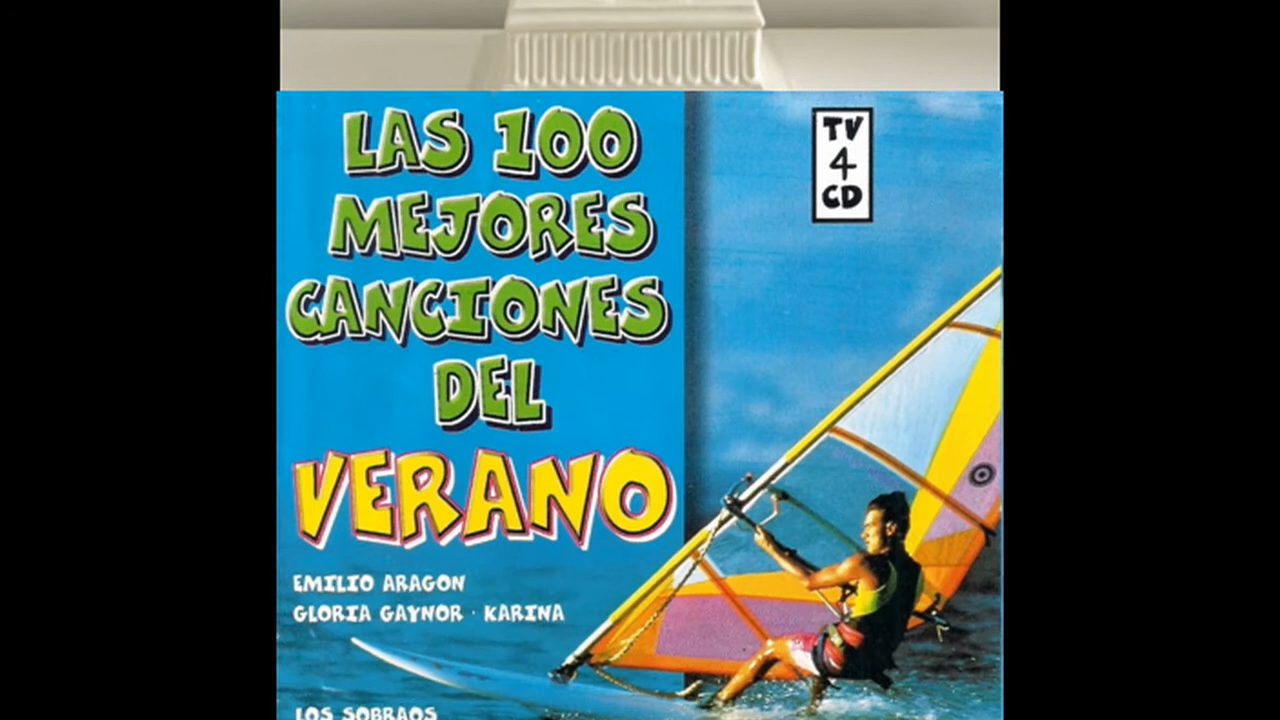 LAS 100
MEJORES
CANCIONES
DEL
VERANO
TV
4
CD
EMILIO ARAGON
GLORIA GAYNOR · KARINA
LOS SOBRAOS